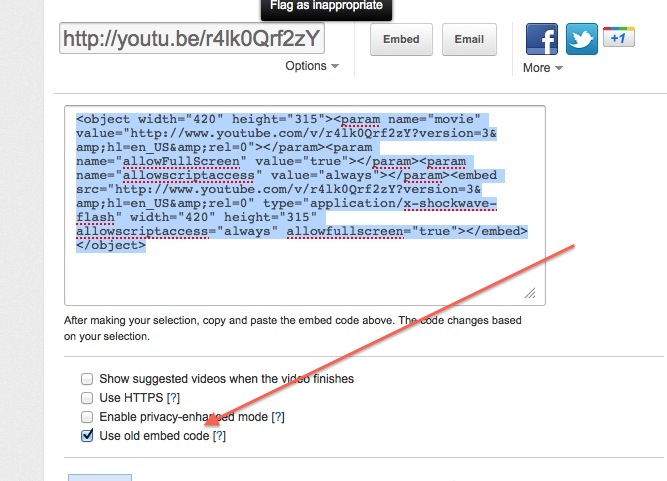 Flag as inappropriate
http://youtu.be/r4lk0Qrf2zY
Embed
Email
+1
Options
More
<object width="420" height="315"><param name="movie"
value="http://www.youtube.com/v/r4lk0Qrf2zY?version=3&
amp;hl=en_US&amp;rel=0"></param><param
name="allowFullScreen" value="true"></param><param
name="allowscriptaccess" value="always"></param><embed
src="http://www.youtube.com/v/r4lk0Qrf2zY?version=3&
amp;hl=en_US&amp;rel=0" type="application/x-shockwave-
flash" width="420" height="315"
allowscriptaccess="always" allowfullscreen="true"></embed>
</object>
After making your selection, copy and paste the embed code above. The code changes based
on your selection.
Show suggested videos when the video finishes
Use HTTPS [?]
Enable privacy-enhanced mode [?]
Use old embed code [?]